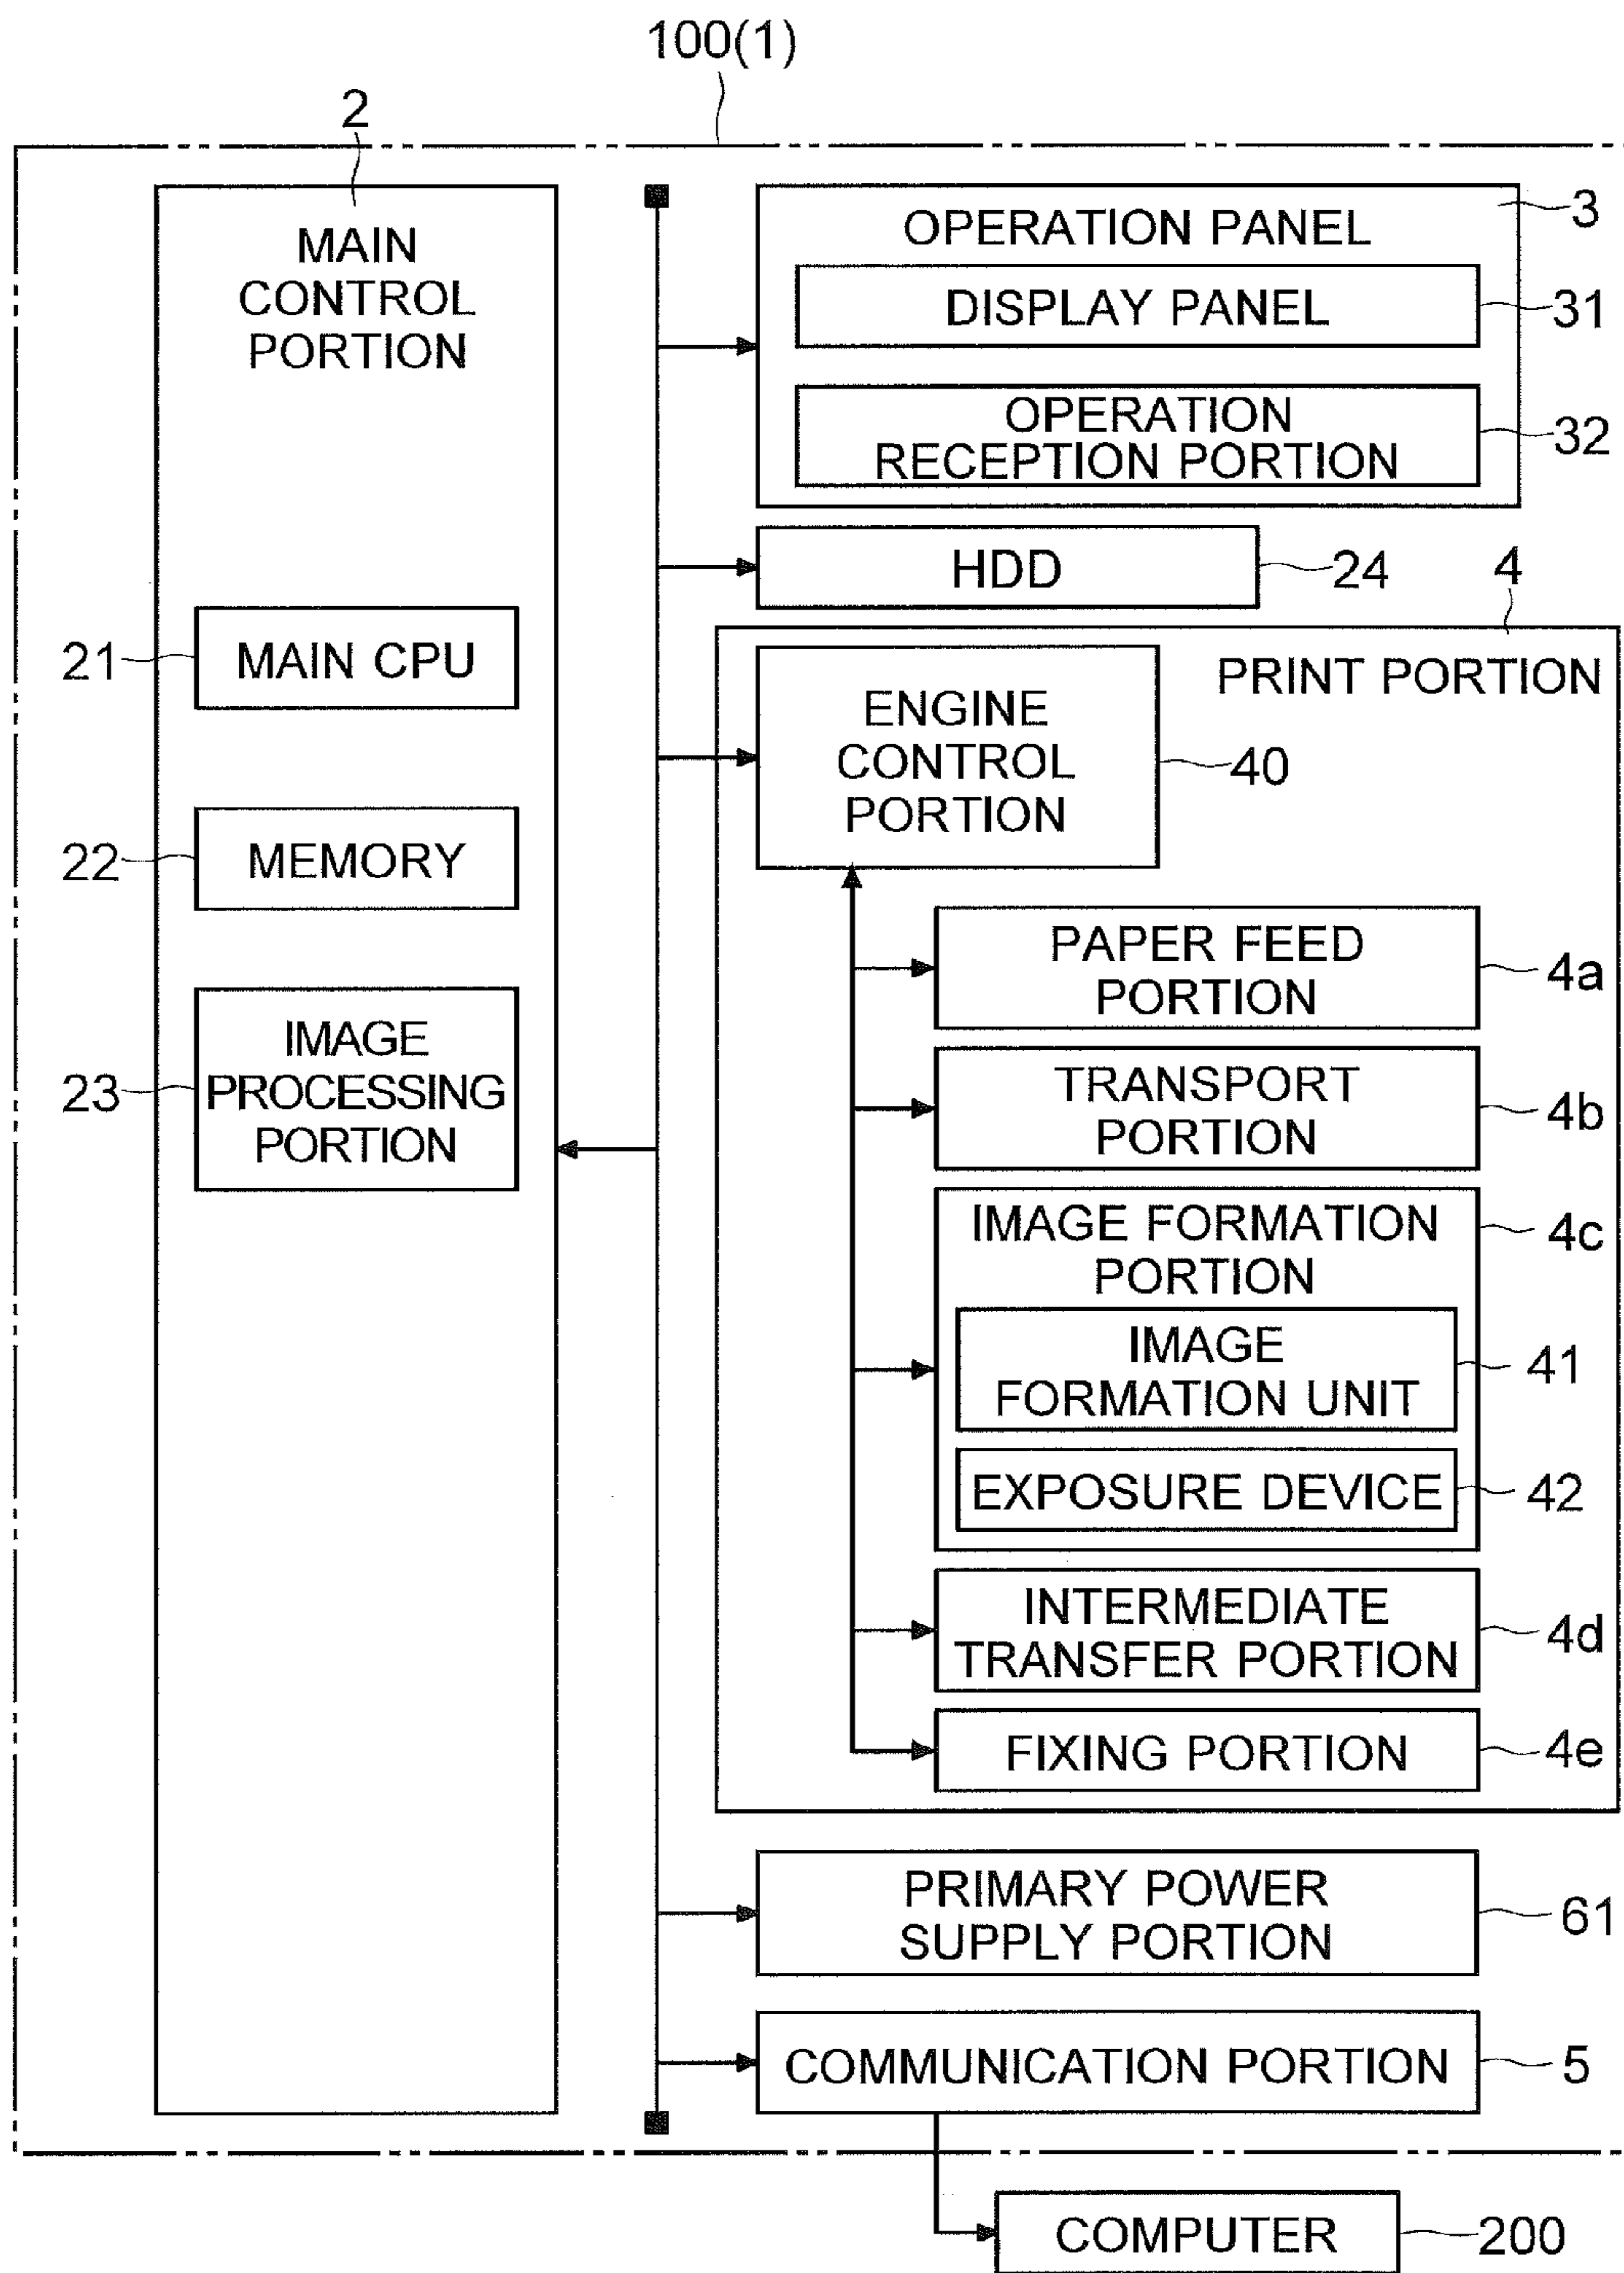 100(1)
2
MAIN
CONTROL
PORTION
21
MAIN CPU
22
MEMORY
23
IMAGE
PROCESSING
PORTION
3
OPERATION PANEL
DISPLAY PANEL
31
OPERATION
RECEPTION PORTION
32
HDD
24
4
PRINT PORTION
ENGINE
CONTROL
PORTION
40
PAPER FEED
PORTION
4a
TRANSPORT
PORTION
4b
IMAGE FORMATION
PORTION
4c
IMAGE
FORMATION UNIT
41
EXPOSURE DEVICE
42
INTERMEDIATE
TRANSFER PORTION
4d
FIXING PORTION
4e
PRIMARY POWER
SUPPLY PORTION
61
COMMUNICATION PORTION
5
COMPUTER
200